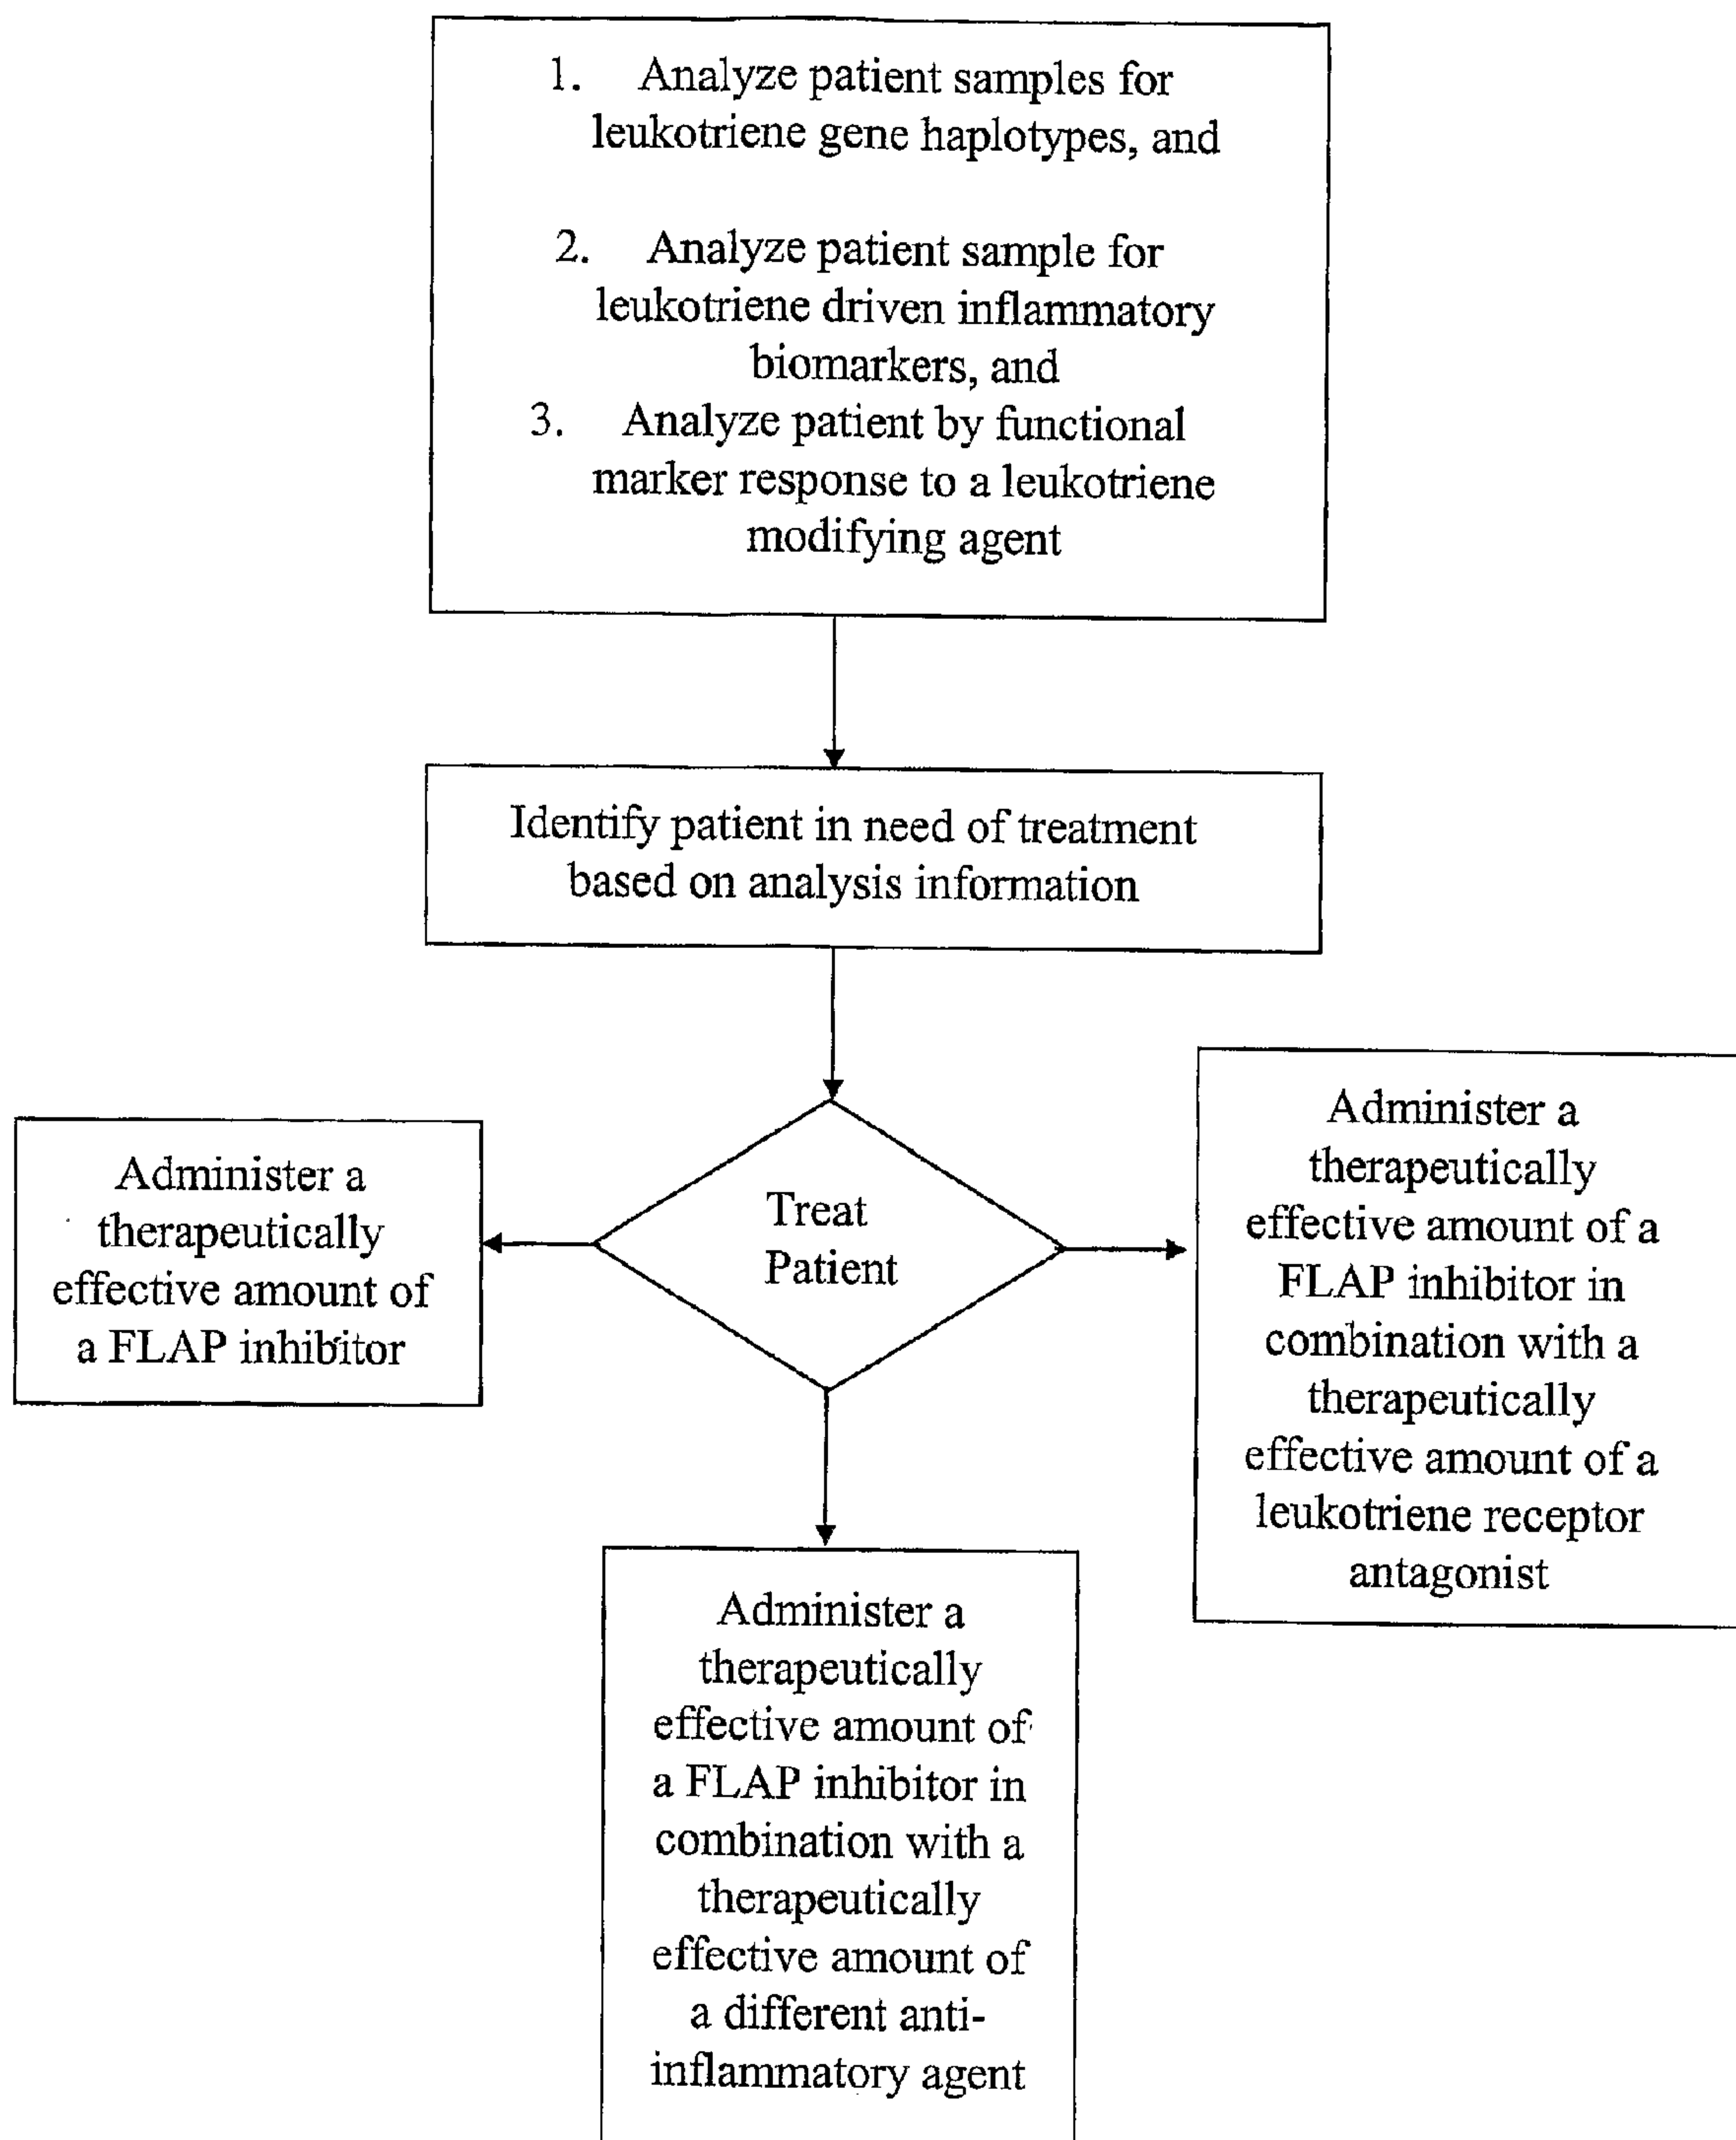 1. Analyze patient samples for
leukotriene gene haplotypes, and
2. Analyze patient sample for
leukotriene driven inflammatory
biomarkers, and
3. Analyze patient by functional
marker response to a leukotriene
modifying agent
Identify patient in need of treatment
based on analysis information
Treat
Patient
Administer a
therapeutically
effective amount of
a FLAP inhibitor
Administer a
therapeutically
effective amount of a
FLAP inhibitor in
combination with a
therapeutically
effective amount of a
leukotriene receptor
antagonist
Administer a
therapeutically
effective amount of
a FLAP inhibitor in
combination with a
therapeutically
effective amount of
a different anti-
inflammatory agent